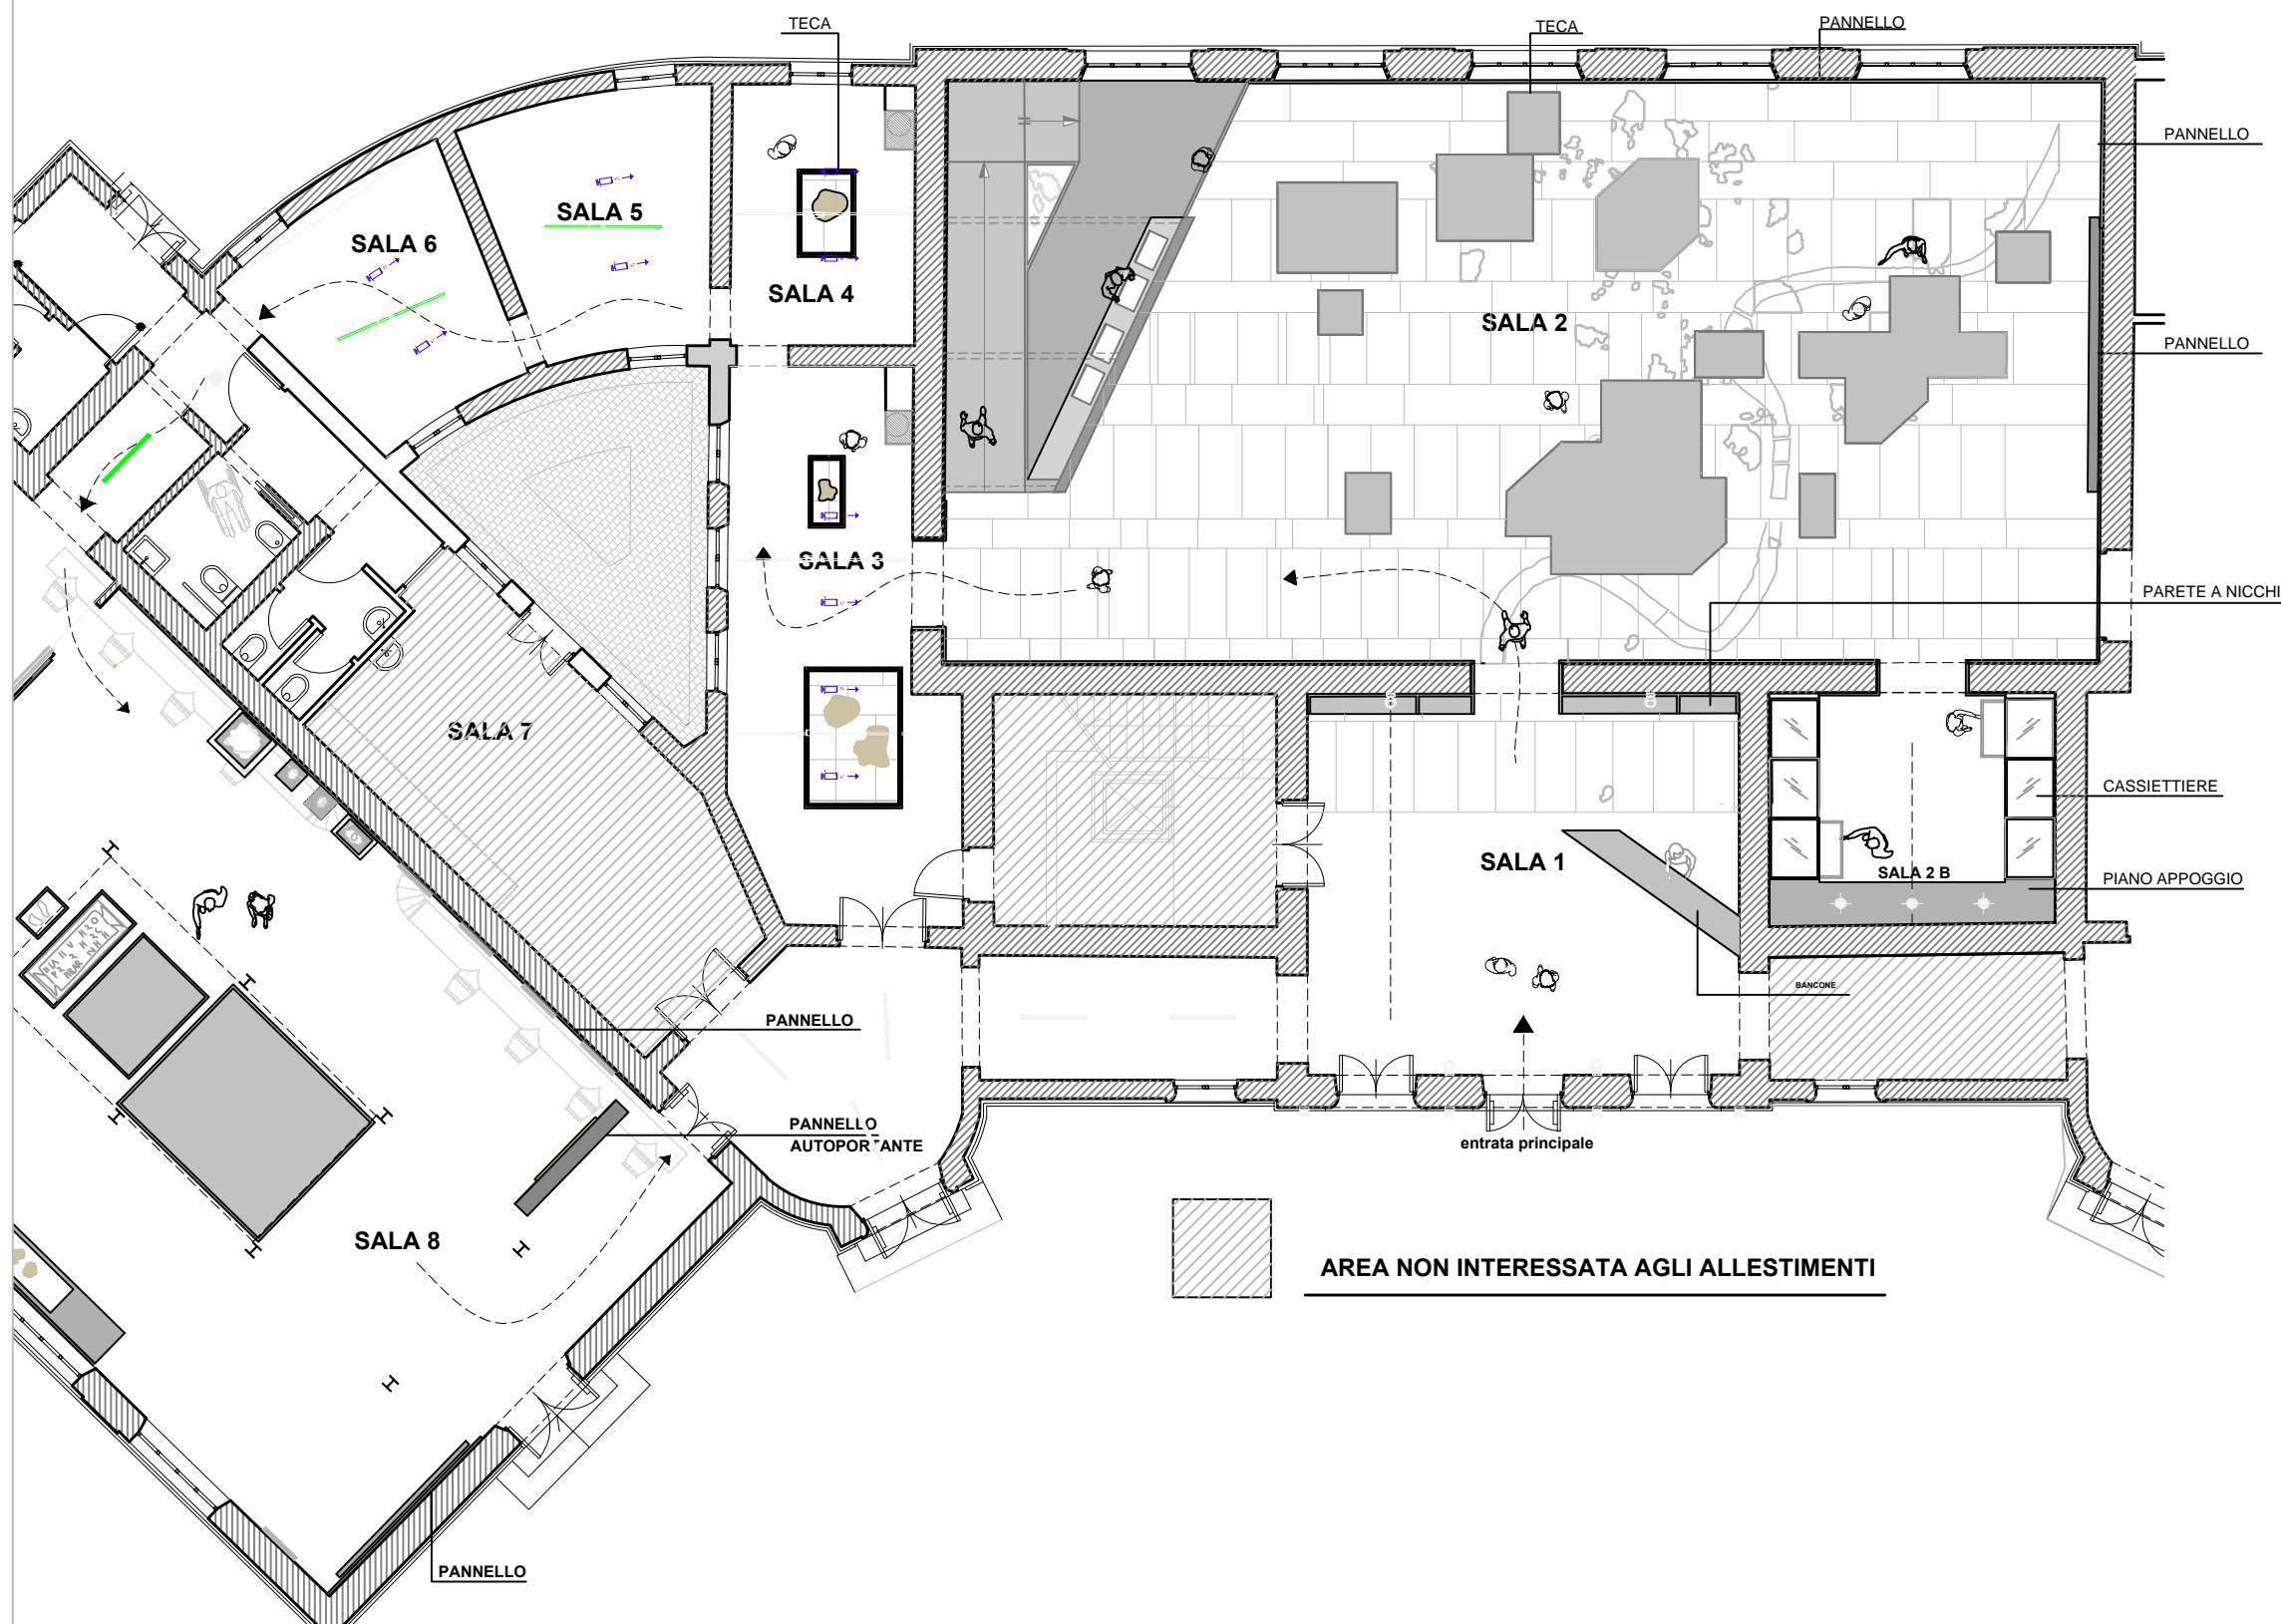 TECA
TECA
PANNELLO
PANNELLO
SALA 5
SALA 6
SALA 4
SALA 2
PANNELLO
SALA 3
PARETE A NICCHI
SALA 7
CASSIETTIERE
SALA 1
SALA 2 B
PIANO APPOGGIO
BANCONE
PANNELLO
PANNELLO
AUTOPORTANTE
entrata principale
SALA 8
AREA NON INTERESSATA AGLI ALLESTIMENTI
PANNELLO